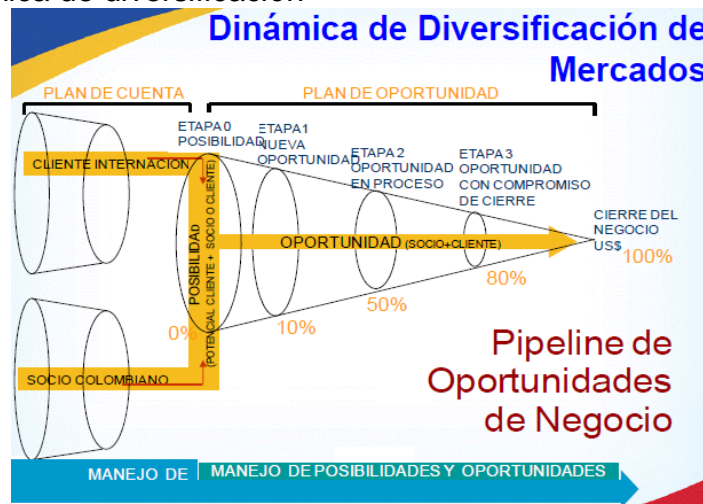 Dinámica de Diversificación de
Mercados
PLAN DE CUENTA
PLAN DE OPORTUNIDAD
ETAPA 0
POSIBILIDAD
ETAPA 1
NUEVA
OPORTUNIDAD
ETAPA 2
OPORTUNIDAD
EN PROCESO
ETAPA 3
OPORTUNIDAD
CON COMPROMISO
DE CIERRE
CIERRE DEL
NEGOCIO
US$
100%
CLIENTE INTERNACION
POSIBILIDAD
(POTENCIAL CLIENTE + SOCIO O CLIENTE)
OPORTUNIDAD (SOCIO+CLIENTE)
0%
10%
50%
80%
SOCIO COLOMBIANO
Pipeline de
Oportunidades
de Negocio
MANEJO DE
MANEJO DE POSIBILIDADES Y OPORTUNIDADES